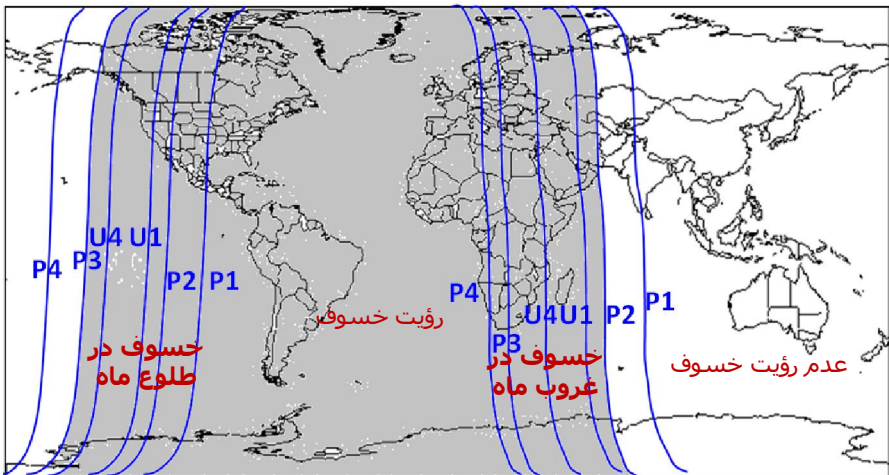 P4
P3
U4
U1
P2
P1
خسوف در
طلوع ماه
رؤیت خسوف
P4
P3
U4
U1
P2
P1
خسوف در
غروب ماه
عدم رؤیت خسوف